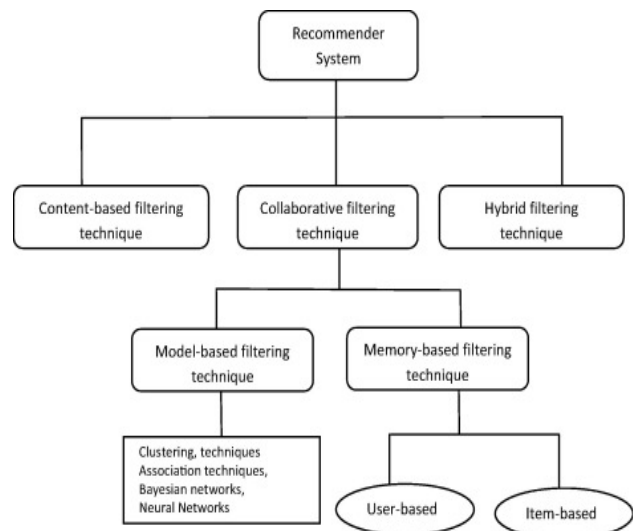 Recommender
System
Content-based filtering
technique
Collaborative filtering
technique
Hybrid filtering
technique
Model-based filtering
technique
Memory-based filtering
technique
Clustering, techniques
Association techniques,
Bayesian networks,
Neural Networks
User-based
Item-based